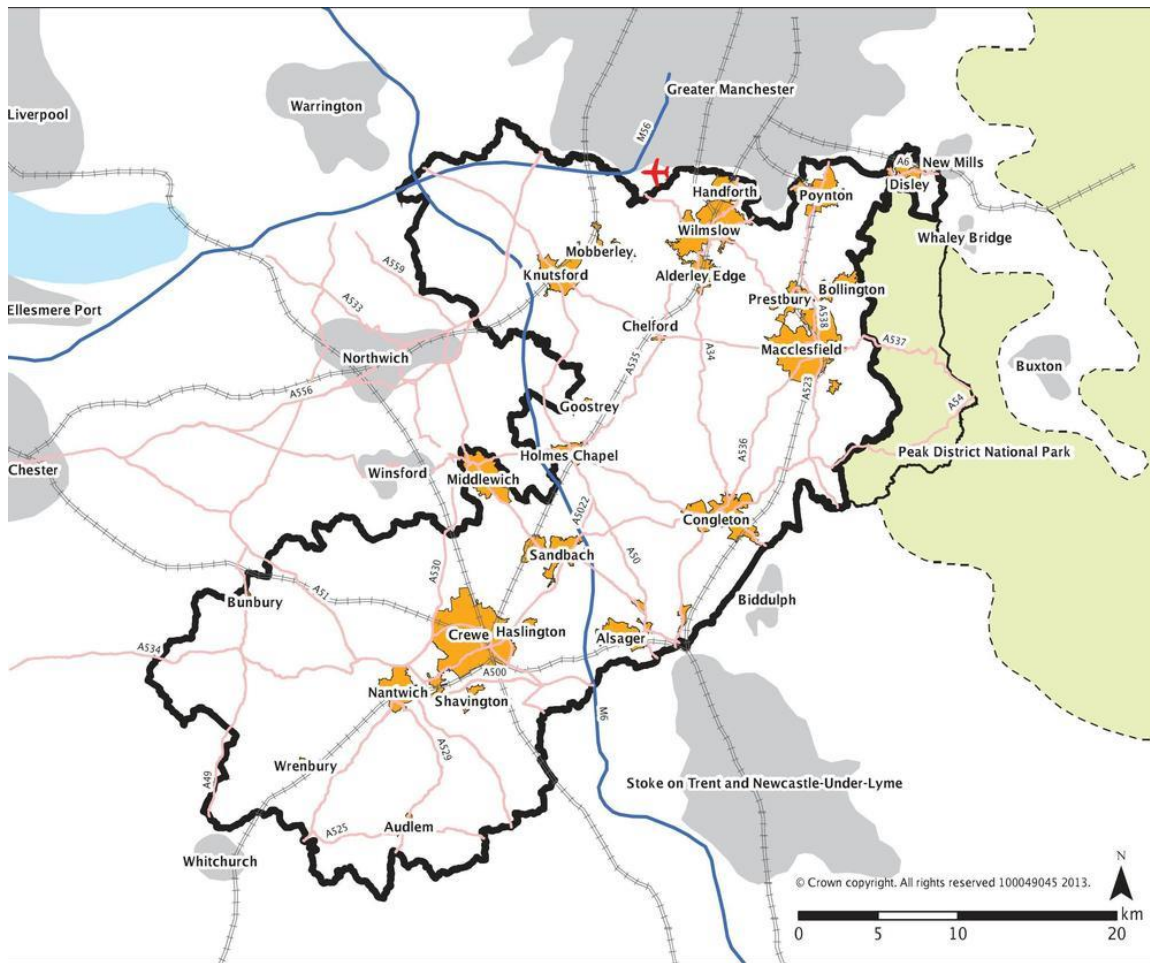 Greater Manchester
Warrington
Liverpool
M56
A6
New Mills
Disley
Handforth
Poynton
Wilmslow
Whaley Bridge
Mobberley
A559
Knutsford
Alderley Edge
Bollington
Prestbury
A533
Ellesmere Port
Chelford
A538
A537
Macclesfield
Northwich
A535
A34
Buxton
A556
A523
A54
Goostrey
A536
Peak District National Park
Holmes Chapel
Chester
Winsford
Middlewich
Congleton
A5022
Sandbach
A50
A530
A51
Bunbury
Biddulph
Crewe
Haslington
Alsager
A534
A500
Nantwich
Shavington
M6
A529
Wrenbury
A49
Stoke on Trent and Newcastle-Under-Lyme
Audlem
A525
Whitchurch
N
© Crown copyright. All rights reserved 100049045 2013.
km
0 5 10 20